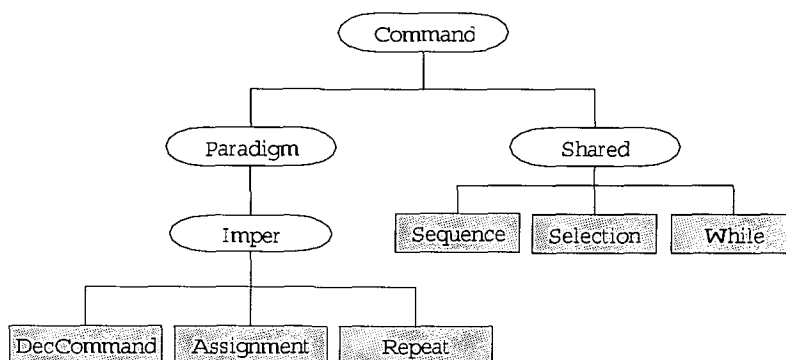 Command
Paradigm
Shared
Imper
Sequence
Selection
While
DecCommand
Assignment
Repeat